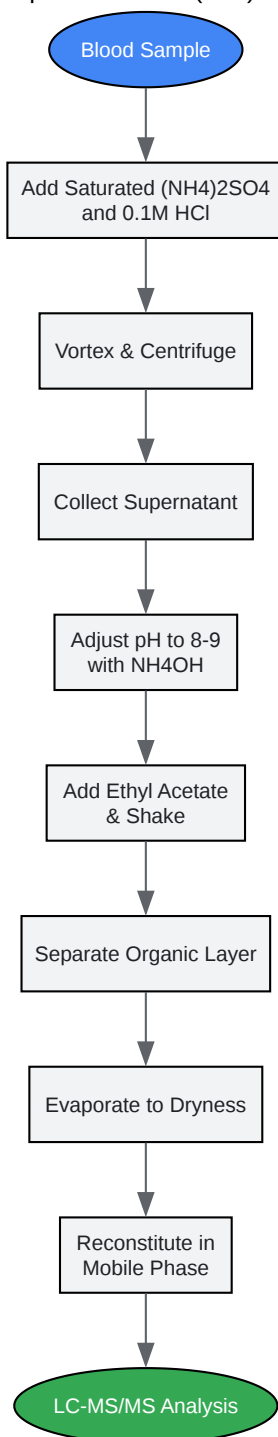 Blood Sample
Add Saturated (NH4)2SO4
and 0.1M HCl
Vortex & Centrifuge
Collect Supernatant
Adjust pH to 8-9
with NH4OH
Add Ethyl Acetate
& Shake
Separate Organic Layer
Evaporate to Dryness
Reconstitute in
Mobile Phase
LC-MS/MS Analysis